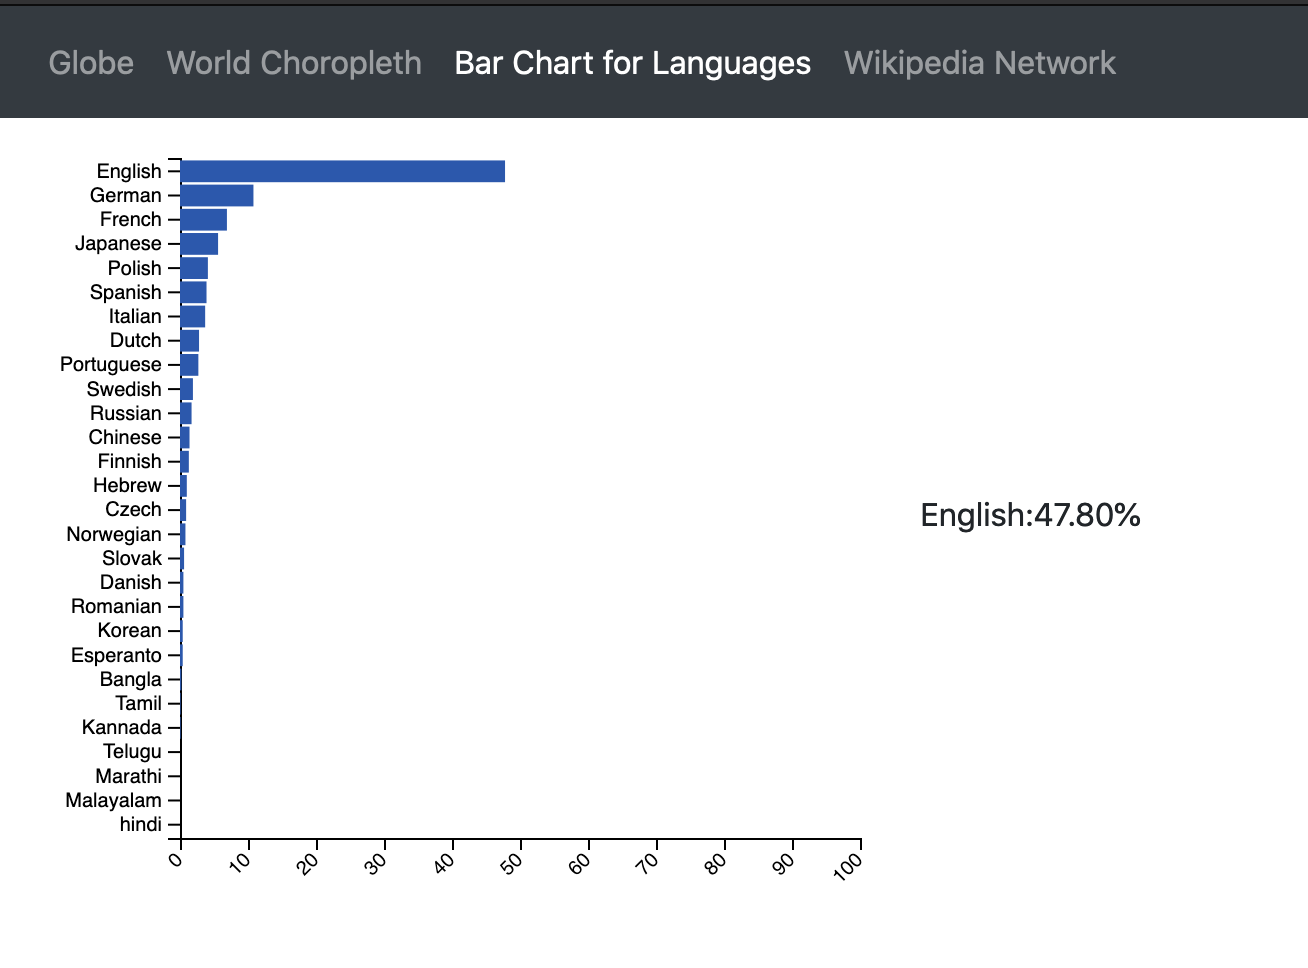 Globe World Choropleth Bar Chart for Languages Wikipedia Network
English
German
French
Japanese
Polish
Spanish
Italian
Dutch
Portuguese
Swedish
Russian
Chinese
Finnish
Hebrew
Czech
Norwegian
Slovak
Danish
Romanian
Korean
Esperanto
Bangla
Tamil
Kannada
Telugu
Marathi
Malayalam
hindi
0 10 20 30 40 50 60 70 80 90 100
English:47.80%